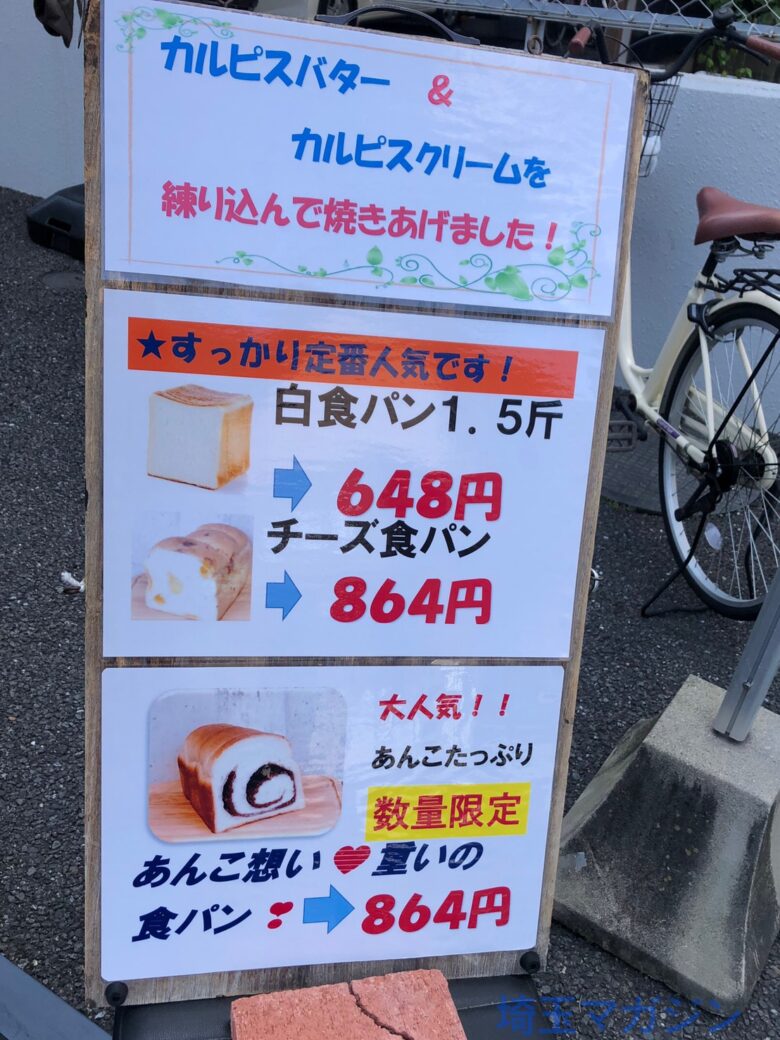 カルピスバター &
カルピスクリームを
練り込んで焼きあげました！
★すっかり定番人気です！
白食パン1．5斤
648円
チーズ食パン
864円
大人気！！
あんこたっぷり
数量限定
あんこ想い♥重いの
食パン❣
864円
埼玉マガジン